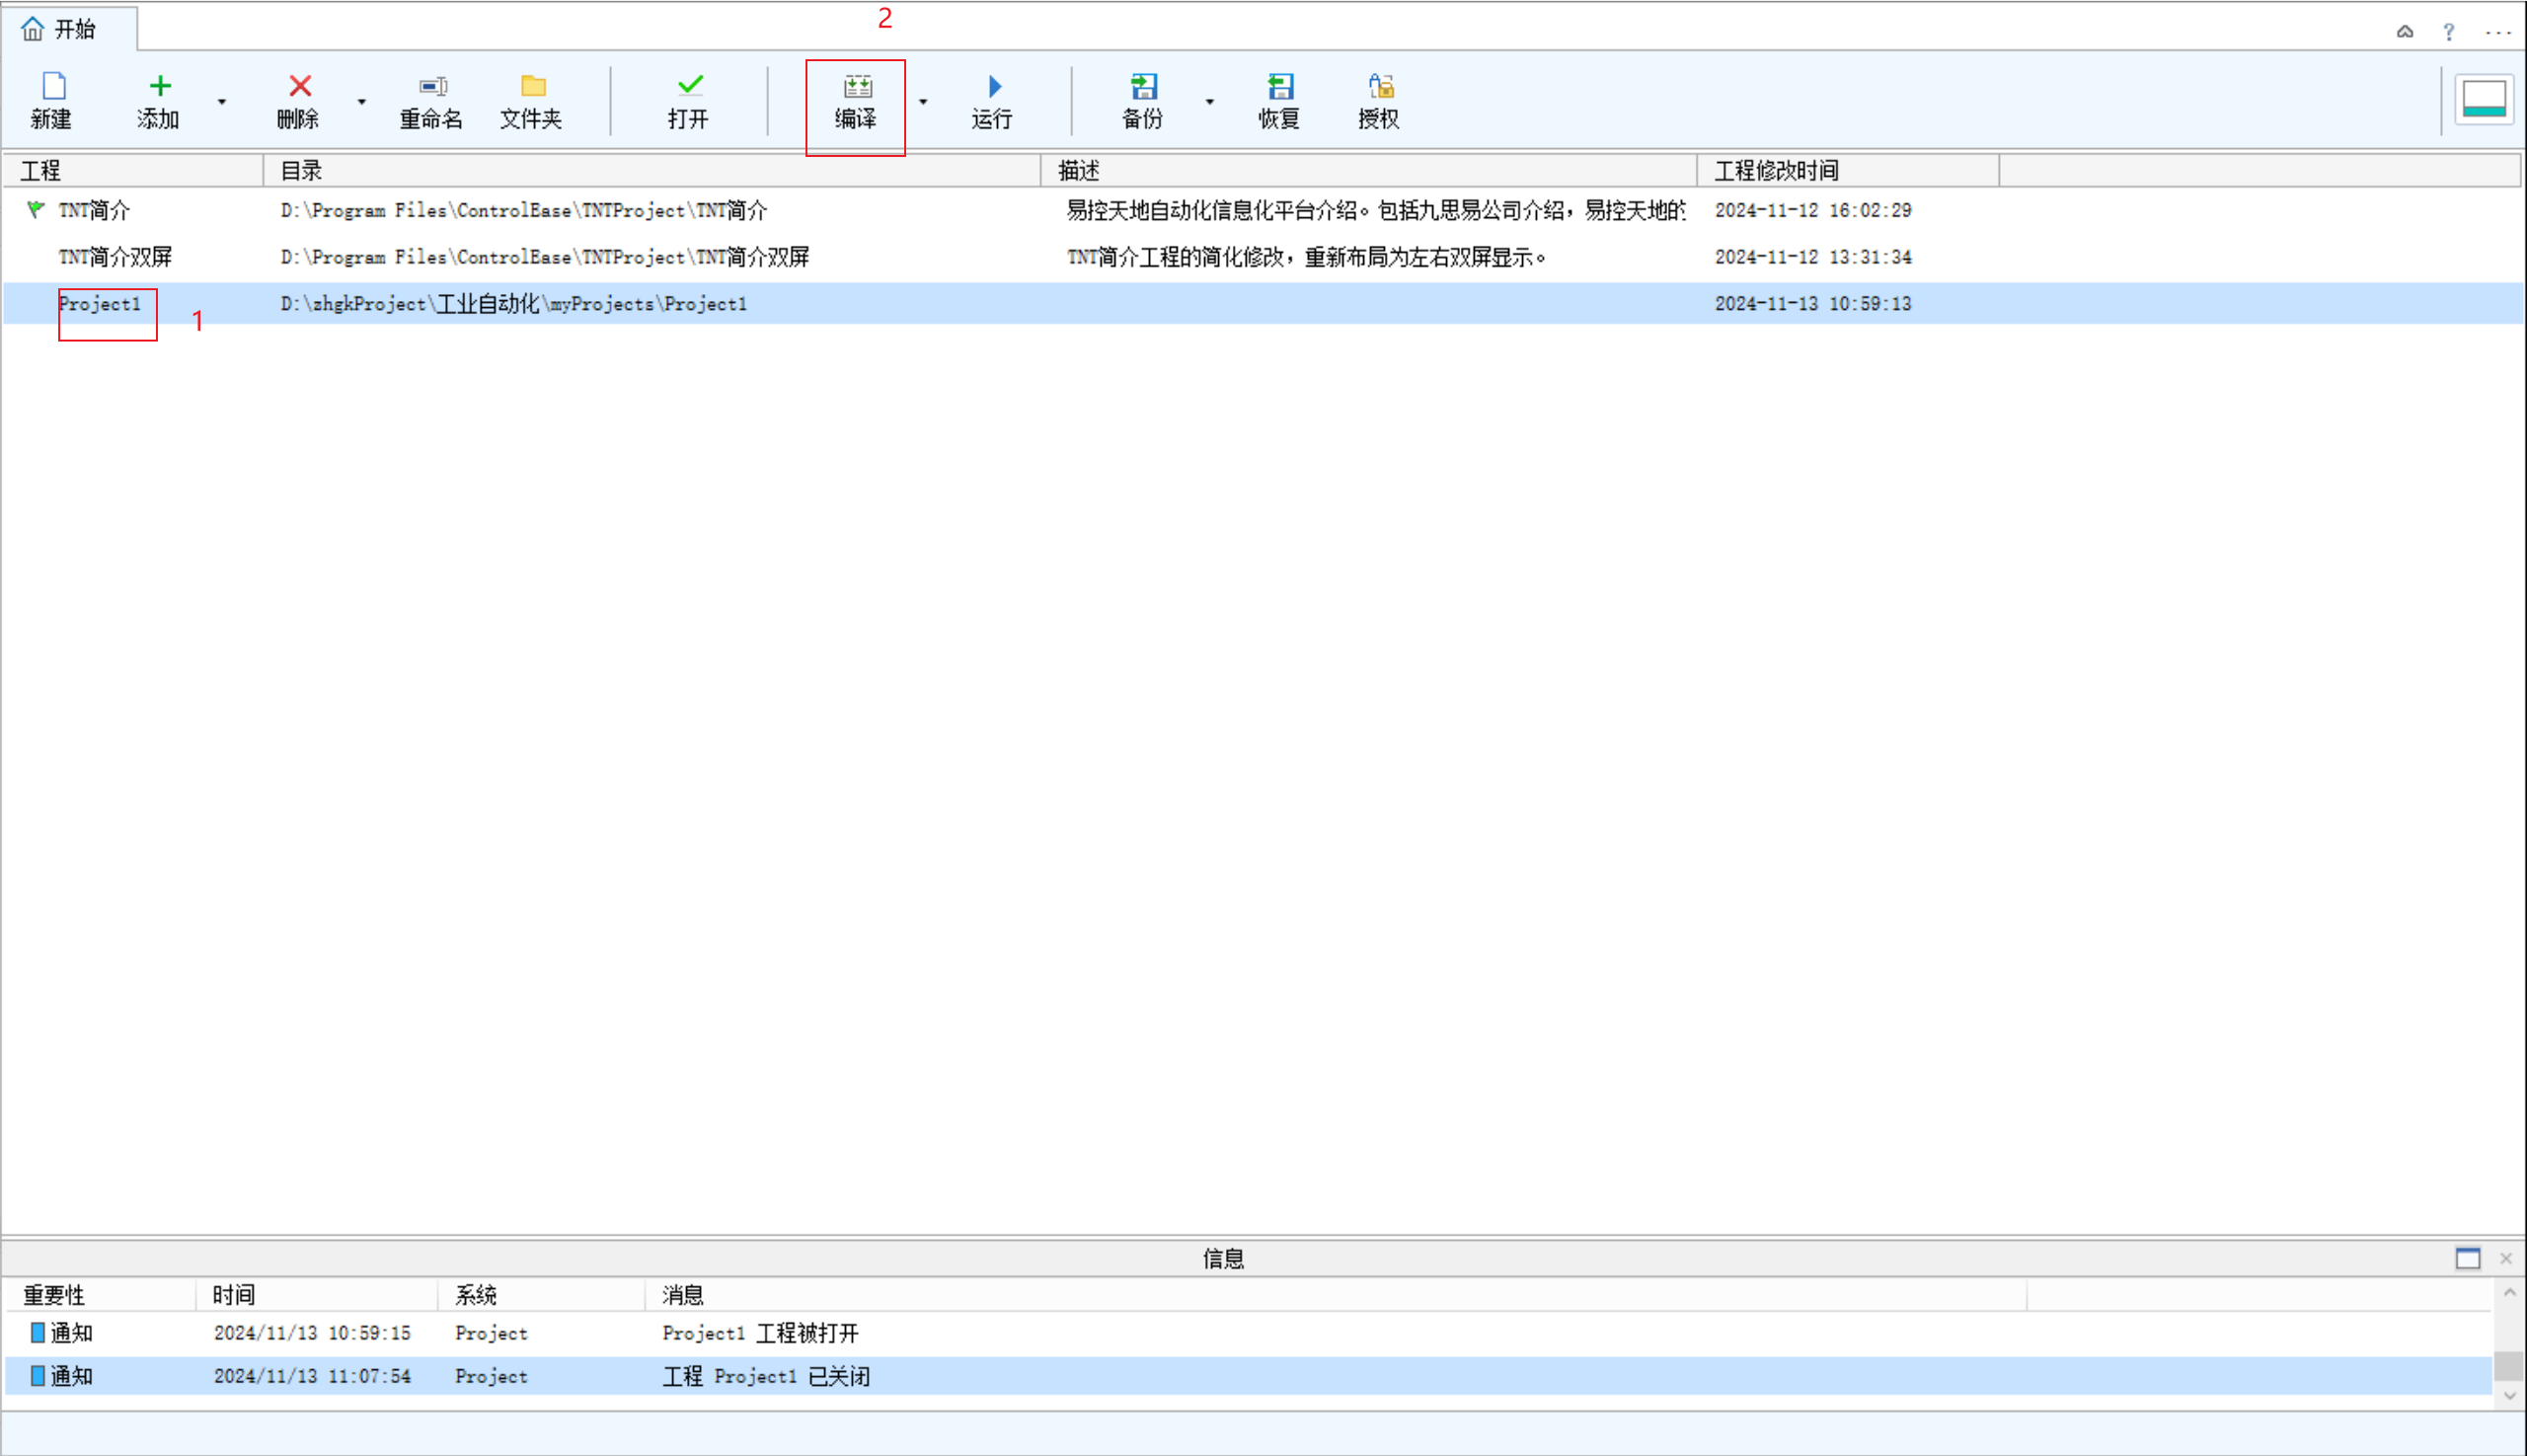 2
开始
?
新建 添加 删除 重命名 文件夹 打开 编译 运行 备份 恢复 授权
工程 目录 描述 工程修改时间
TNT简介 D:\Program Files\ControlEase\TNTProject\TNT简介 易控天地自动化信息化平台介绍。包括九思易公司介绍，易控天地的 2024-11-12 16:02:29
TNT简介双屏 D:\Program Files\ControlEase\TNTProject\TNT简介双屏 TNT简介工程的简化修改，重新布局为左右双屏显示。 2024-11-12 13:31:34
Project1 D:\zhgkProject\工业自动化\myProjects\Project1 2024-11-13 10:59:13
1
信息
重要性 时间 系统 消息
通知 2024/11/13 10:59:15 Project Project1 工程被打开
通知 2024/11/13 11:07:54 Project 工程 Project1 已关闭